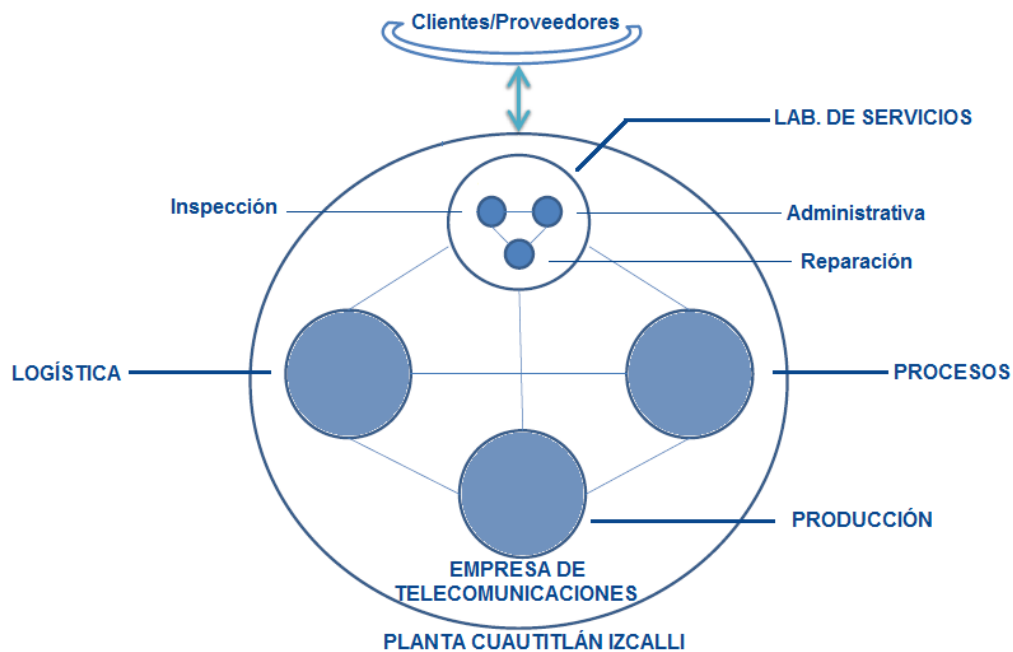 Clientes/Proveedores
LAB. DE SERVICIOS
Inspección
Administrativa
Reparación
LOGÍSTICA
PROCESOS
PRODUCCIÓN
EMPRESA DE
TELECOMUNICACIONES
PLANTA CUAUTITLÁN IZCALLI